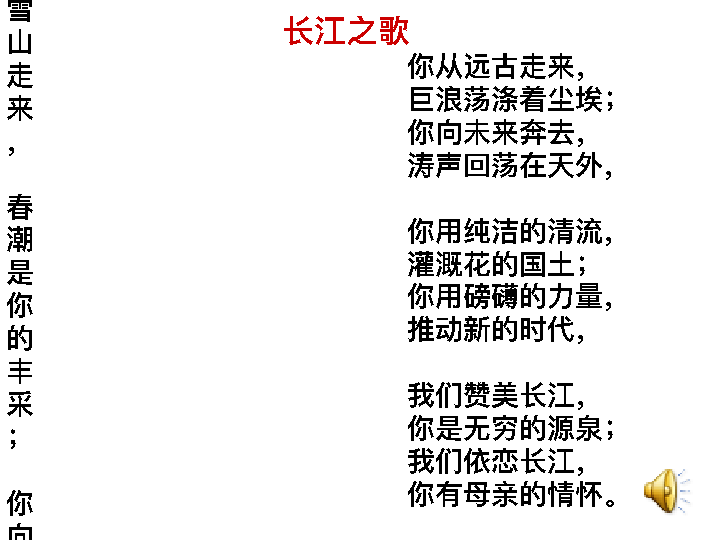 长江之歌
雪
山
走
来
，
春
潮
是
你
的
丰
采
；
你
向
你从远古走来，
巨浪荡涤着尘埃；
你向未来奔去，
涛声回荡在天外，
你用纯洁的清流，
灌溉花的国土；
你用磅礴的力量，
推动新的时代，
我们赞美长江，
你是无穷的源泉；
我们依恋长江，
你有母亲的情怀。